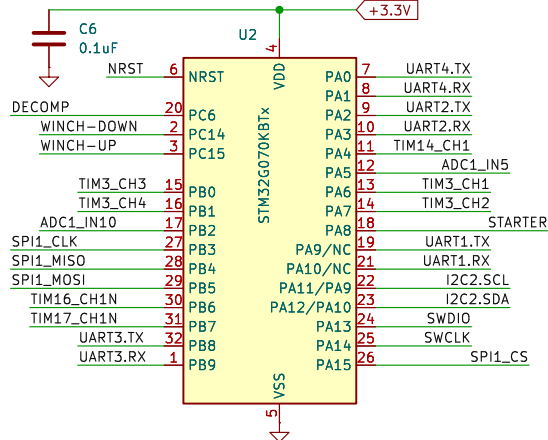 +3.3V
C6
0.1uF
U2
4
VDD
NRST 6 NRST
DECOMP 20 PC6
WINCH-DOWN 2 PC14
WINCH-UP 3 PC15
TIM3_CH3 15 PB0
TIM3_CH4 16 PB1
ADC1_IN10 17 PB2
SPI1_CLK 27 PB3
SPI1_MISO 28 PB4
SPI1_MOSI 29 PB5
TIM16_CH1N 30 PB6
TIM17_CH1N 31 PB7
UART3.TX 32 PB8
UART3.RX 1 PB9
STM32G070KBTx
PA0 7 UART4.TX
PA1 8 UART4.RX
PA2 9 UART2.TX
PA3 10 UART2.RX
PA4 11 TIM14_CH1
PA5 12 ADC1_IN5
PA6 13 TIM3_CH1
PA7 14 TIM3_CH2
PA8 18 STARTER
PA9/NC 19 UART1.TX
PA10/NC 21 UART1.RX
PA11/PA9 22 I2C2.SCL
PA12/PA10 23 I2C2.SDA
PA13 24 SWDIO
PA14 25 SWCLK
PA15 26 SPI1_CS
VSS
5